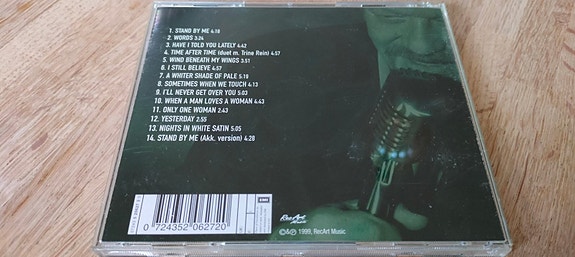 1. STAND BY ME 4:18
2. WORDS 3:24
3. HAVE I TOLD YOU LATELY 4:42
4. TIME AFTER TIME (duet m. Trine Rein) 4:57
5. WIND BENEATH MY WINGS 3:51
6. I STILL BELIEVE 4:57
7. A WHITER SHADE OF PALE 5:19
8. SOMETIMES WHEN WE TOUCH 4:13
9. I'LL NEVER GET OVER YOU 5:03
10. WHEN A MAN LOVES A WOMAN 4:43
11. ONLY ONE WOMAN 2:43
12. YESTERDAY 2:55
13. NIGHTS IN WHITE SATIN 5:05
14. STAND BY ME (Akk. version) 4:28
EMI
0 724352 062720
RecArt
Music
©&℗ 1999, RecArt Music